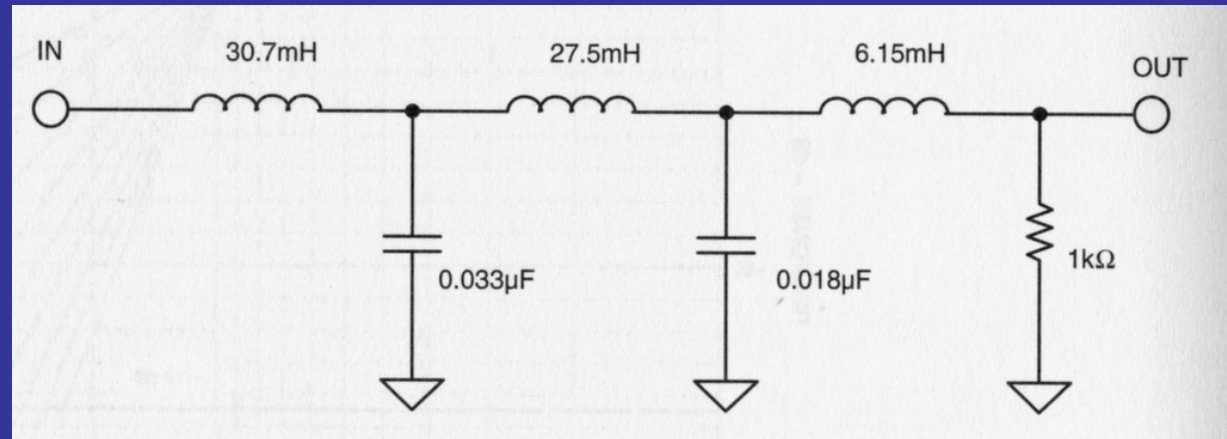 IN
30.7mH
27.5mH
6.15mH
OUT
0.033µF
0.018µF
1kΩ